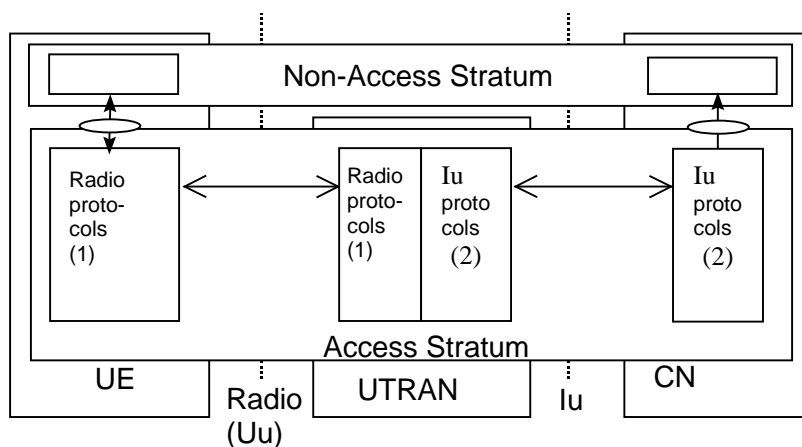 Non-Access Stratum
Radio
proto-
cols
(1)
Radio
proto-
cols
(1)
Iu
proto
cols
(2)
Iu
proto
cols
(2)
Access Stratum
UE
Radio
(Uu)
UTRAN
Iu
CN